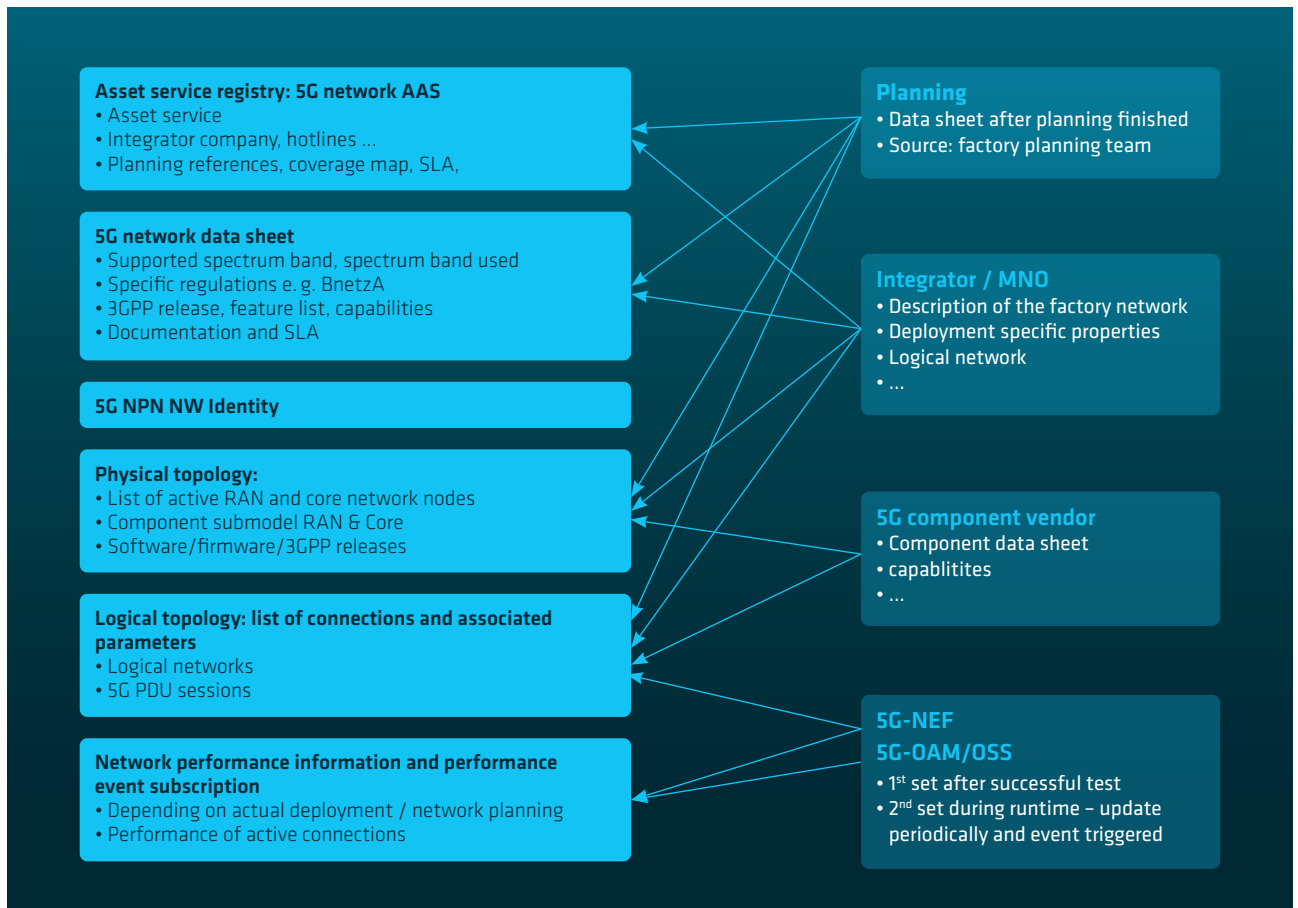 Asset service registry: 5G network AAS
• Asset service
• Integrator company, hotlines ...
• Planning references, coverage map, SLA,
5G network data sheet
• Supported spectrum band, spectrum band used
• Specific regulations e. g. BnetzA
• 3GPP release, feature list, capabilities
• Documentation and SLA
5G NPN NW Identity
Physical topology:
• List of active RAN and core network nodes
• Component submodel RAN & Core
• Software/firmware/3GPP releases
Logical topology: list of connections and associated
parameters
• Logical networks
• 5G PDU sessions
Network performance information and performance
event subscription
• Depending on actual deployment / network planning
• Performance of active connections
Planning
• Data sheet after planning finished
• Source: factory planning team
Integrator / MNO
• Description of the factory network
• Deployment specific properties
• Logical network
• ...
5G component vendor
• Component data sheet
• capablitites
• ...
5G-NEF
5G-OAM/OSS
• 1st set after successful test
• 2nd set during runtime – update
periodically and event triggered